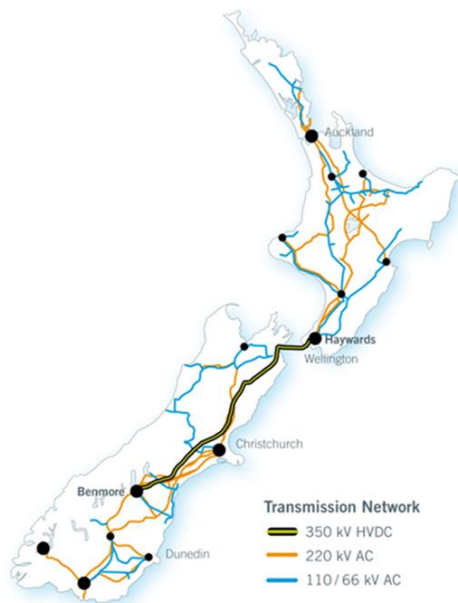 Auckland
Haywards
Wellington
Christchurch
Benmore
Dunedin
Transmission Network
350 kV HVDC
220 kV AC
110/66 kV AC